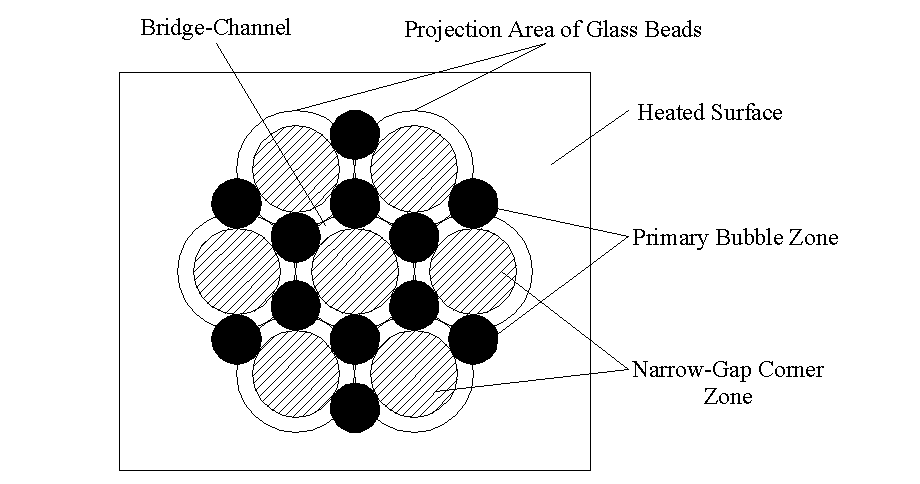 Bridge-Channel
Projection Area of Glass Beads
Heated Surface
Primary Bubble Zone
Narrow-Gap Corner
Zone